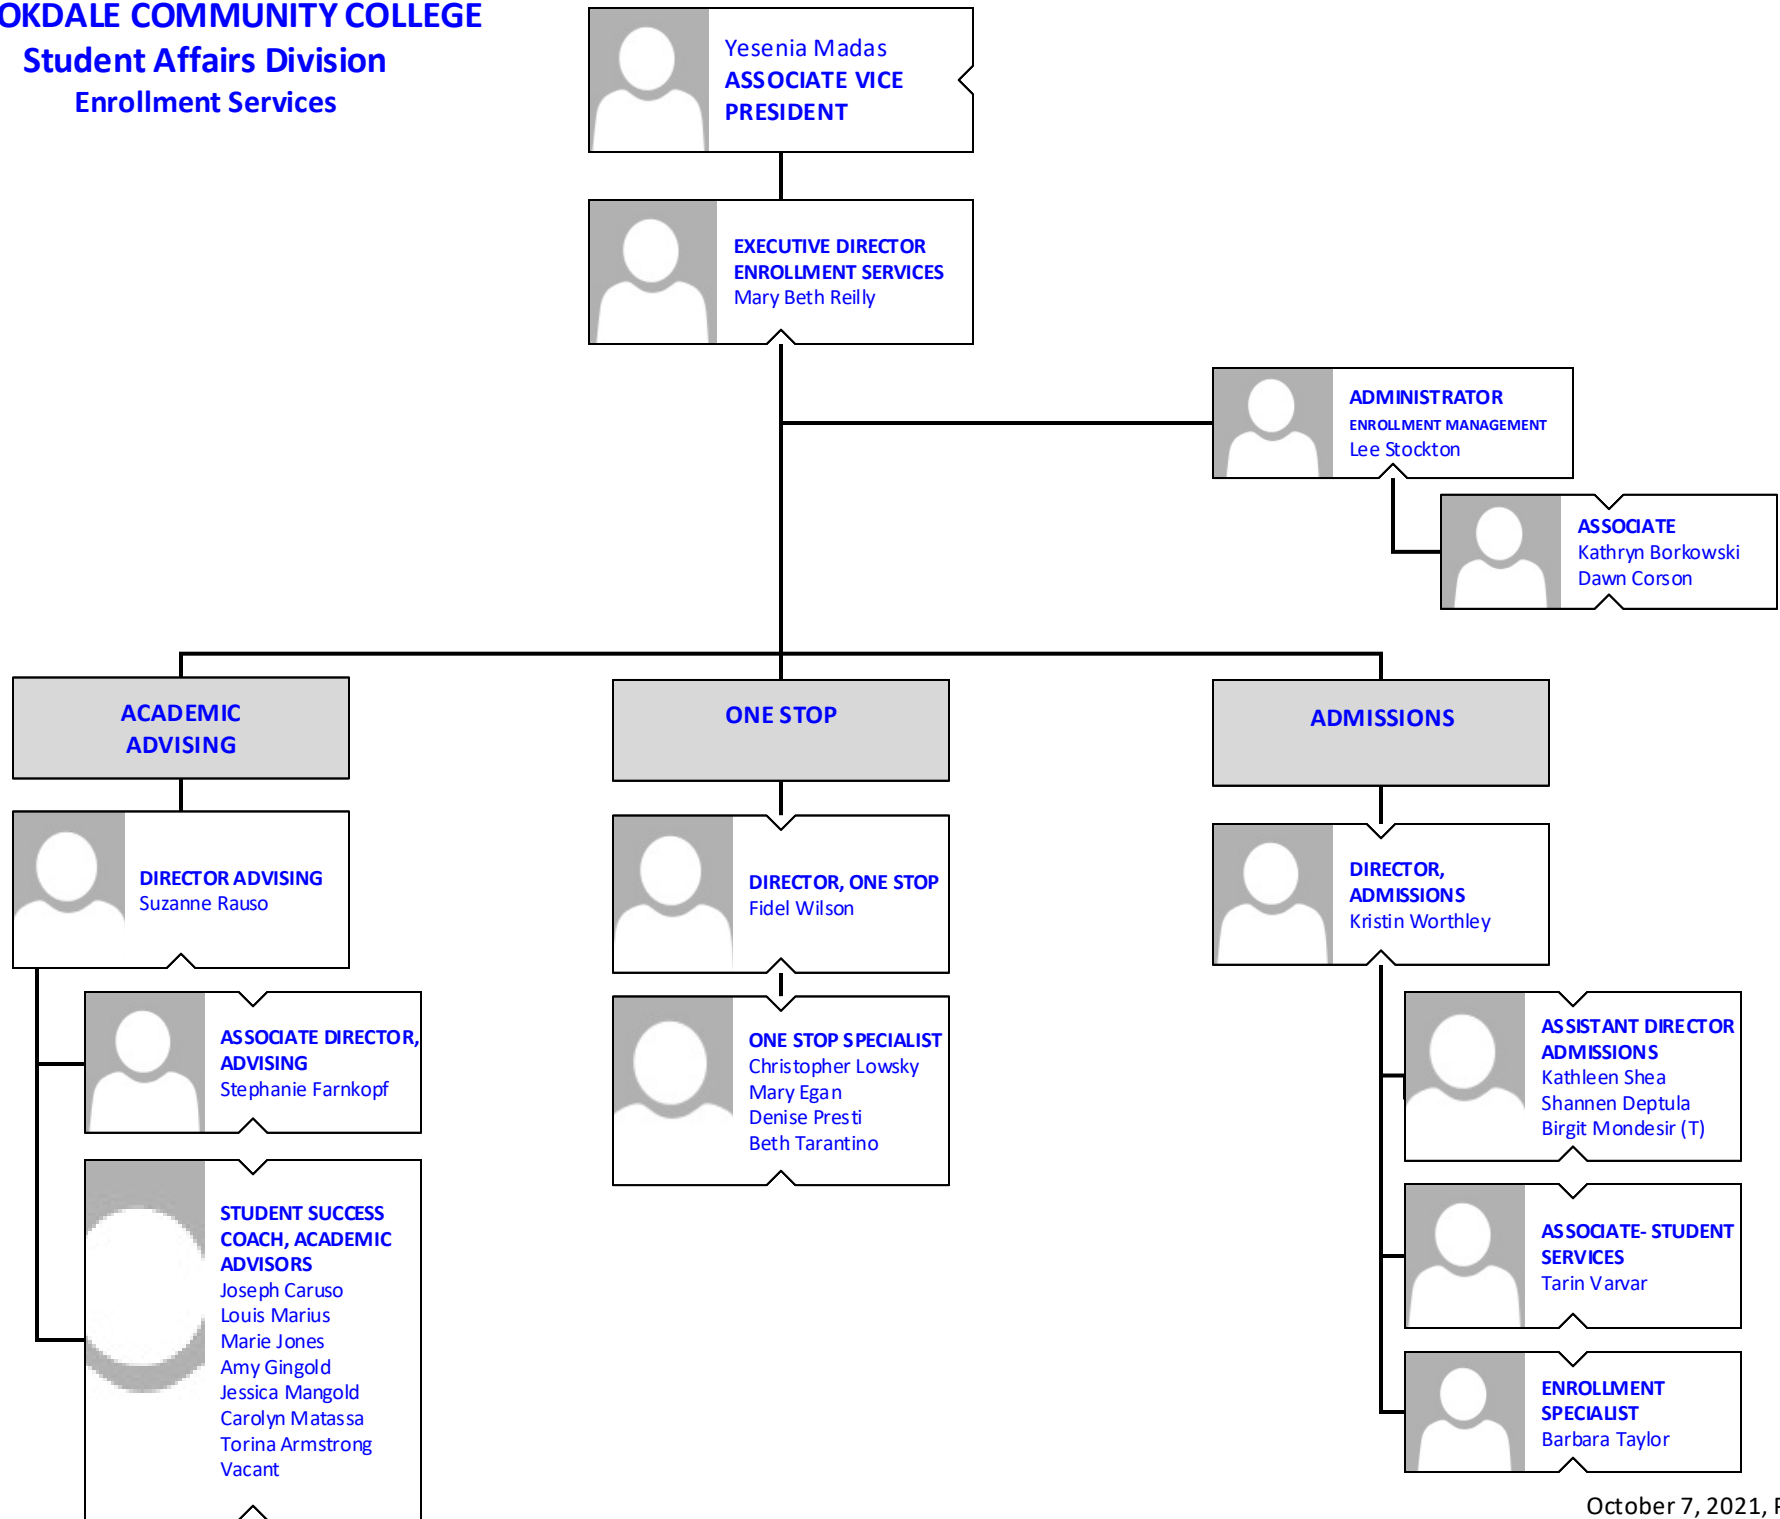 OKDALE COMMUNITY COLLEGE
Student Affairs Division
Enrollment Services
Yesenia Madas
ASSOCIATE VICE
PRESIDENT
EXECUTIVE DIRECTOR
ENROLLMENT SERVICES
Mary Beth Reilly
ADMINISTRATOR
ENROLLMENT MANAGEMENT
Lee Stockton
ASSOCIATE
Kathryn Borkowski
Dawn Corson
ACADEMIC
ADVISING
ONE STOP
ADMISSIONS
DIRECTOR ADVISING
Suzanne Rauso
DIRECTOR, ONE STOP
Fidel Wilson
DIRECTOR,
ADMISSIONS
Kristin Worthley
ASSOCIATE DIRECTOR,
ADVISING
Stephanie Farnkopf
ONE STOP SPECIALIST
Christopher Lowsky
Mary Egan
Denise Presti
Beth Tarantino
ASSISTANT DIRECTOR
ADMISSIONS
Kathleen Shea
Shannen Deptula
Birgit Mondesir (T)
STUDENT SUCCESS
COACH, ACADEMIC
ADVISORS
Joseph Caruso
Louis Marius
Marie Jones
Amy Gingold
Jessica Mangold
Carolyn Matassa
Torina Armstrong
Vacant
ASSOCIATE- STUDENT
SERVICES
Tarin Varvar
ENROLLMENT
SPECIALIST
Barbara Taylor
October 7, 2021,